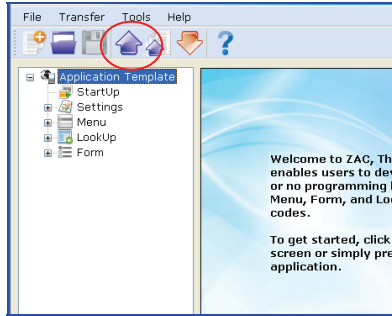 File Transfer Tools Help
Application Template
StartUp
Settings
Menu
LookUp
Form
Welcome to ZAC, Th
enables users to de
or no programming
Menu, Form, and Lo
codes.
To get started, click
screen or simply pre
application.